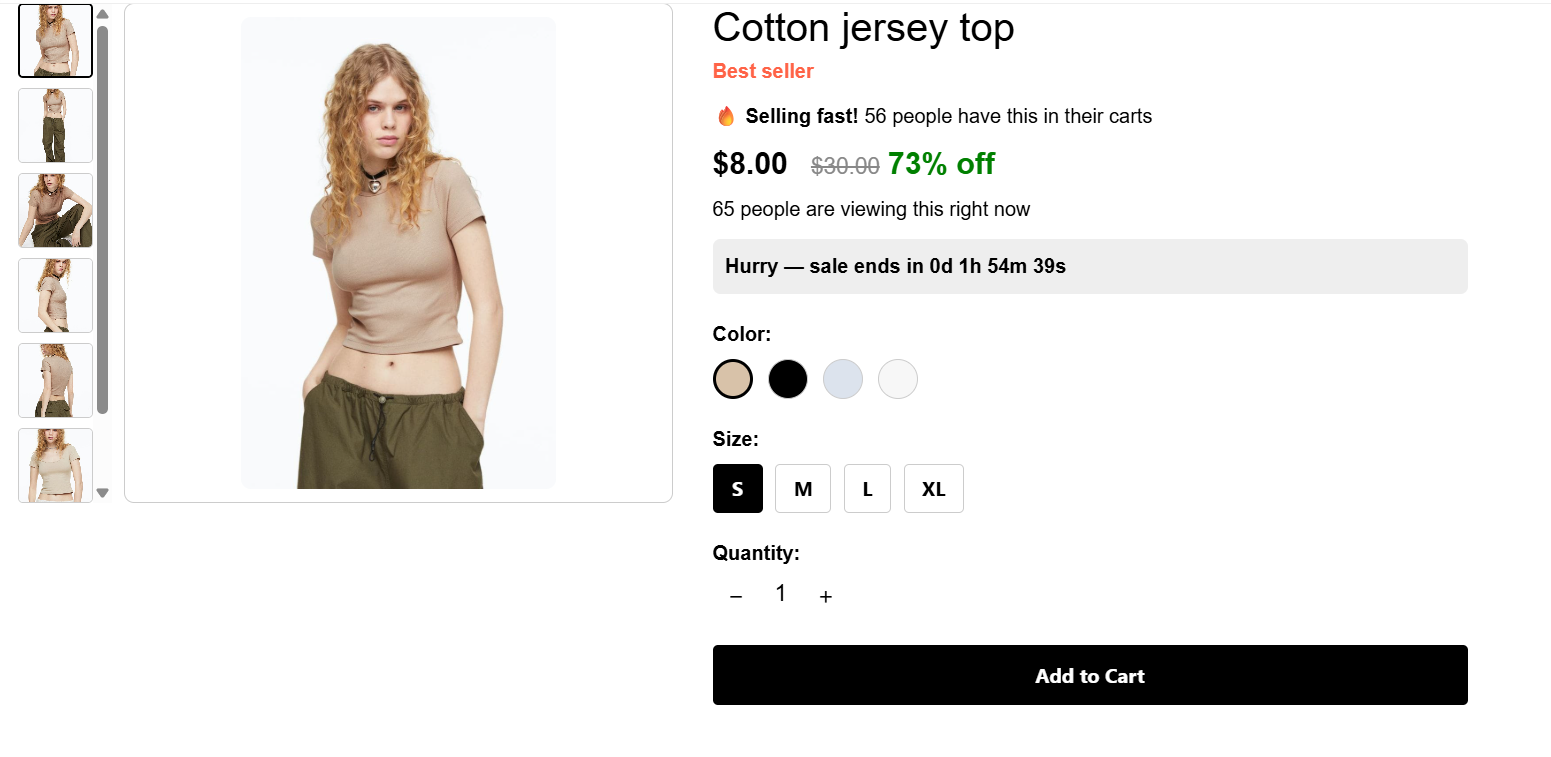 Cotton jersey top
Best seller
🔥 Selling fast! 56 people have this in their carts
$8.00 $30.00 73% off
65 people are viewing this right now
Hurry — sale ends in 0d 1h 54m 39s
Color:
Size:
S M L XL
Quantity:
− 1 +
Add to Cart